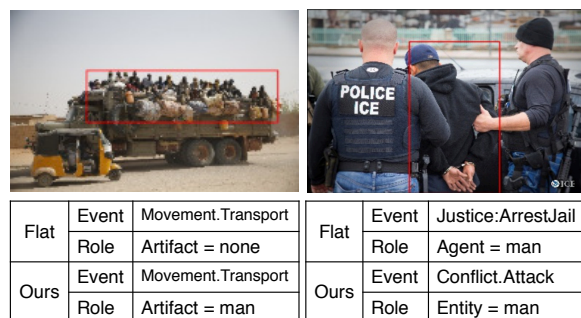 POLICE
ICE
ICE
Flat Event Movement.Transport
Role Artifact = none
Ours Event Movement.Transport
Role Artifact = man
Flat Event Justice:ArrestJail
Role Agent = man
Ours Event Conflict.Attack
Role Entity = man